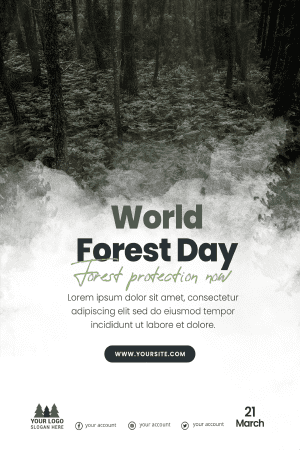 World
Forest Day
Forest protection now
Lorem ipsum dolor sit amet, consectetur
adipiscing elit sed do eiusmod tempor
incididunt ut labore et dolore.
WWW.YOURSITE.COM
YOUR LOGO
SLOGAN HERE
your account
your account
your account
21
March